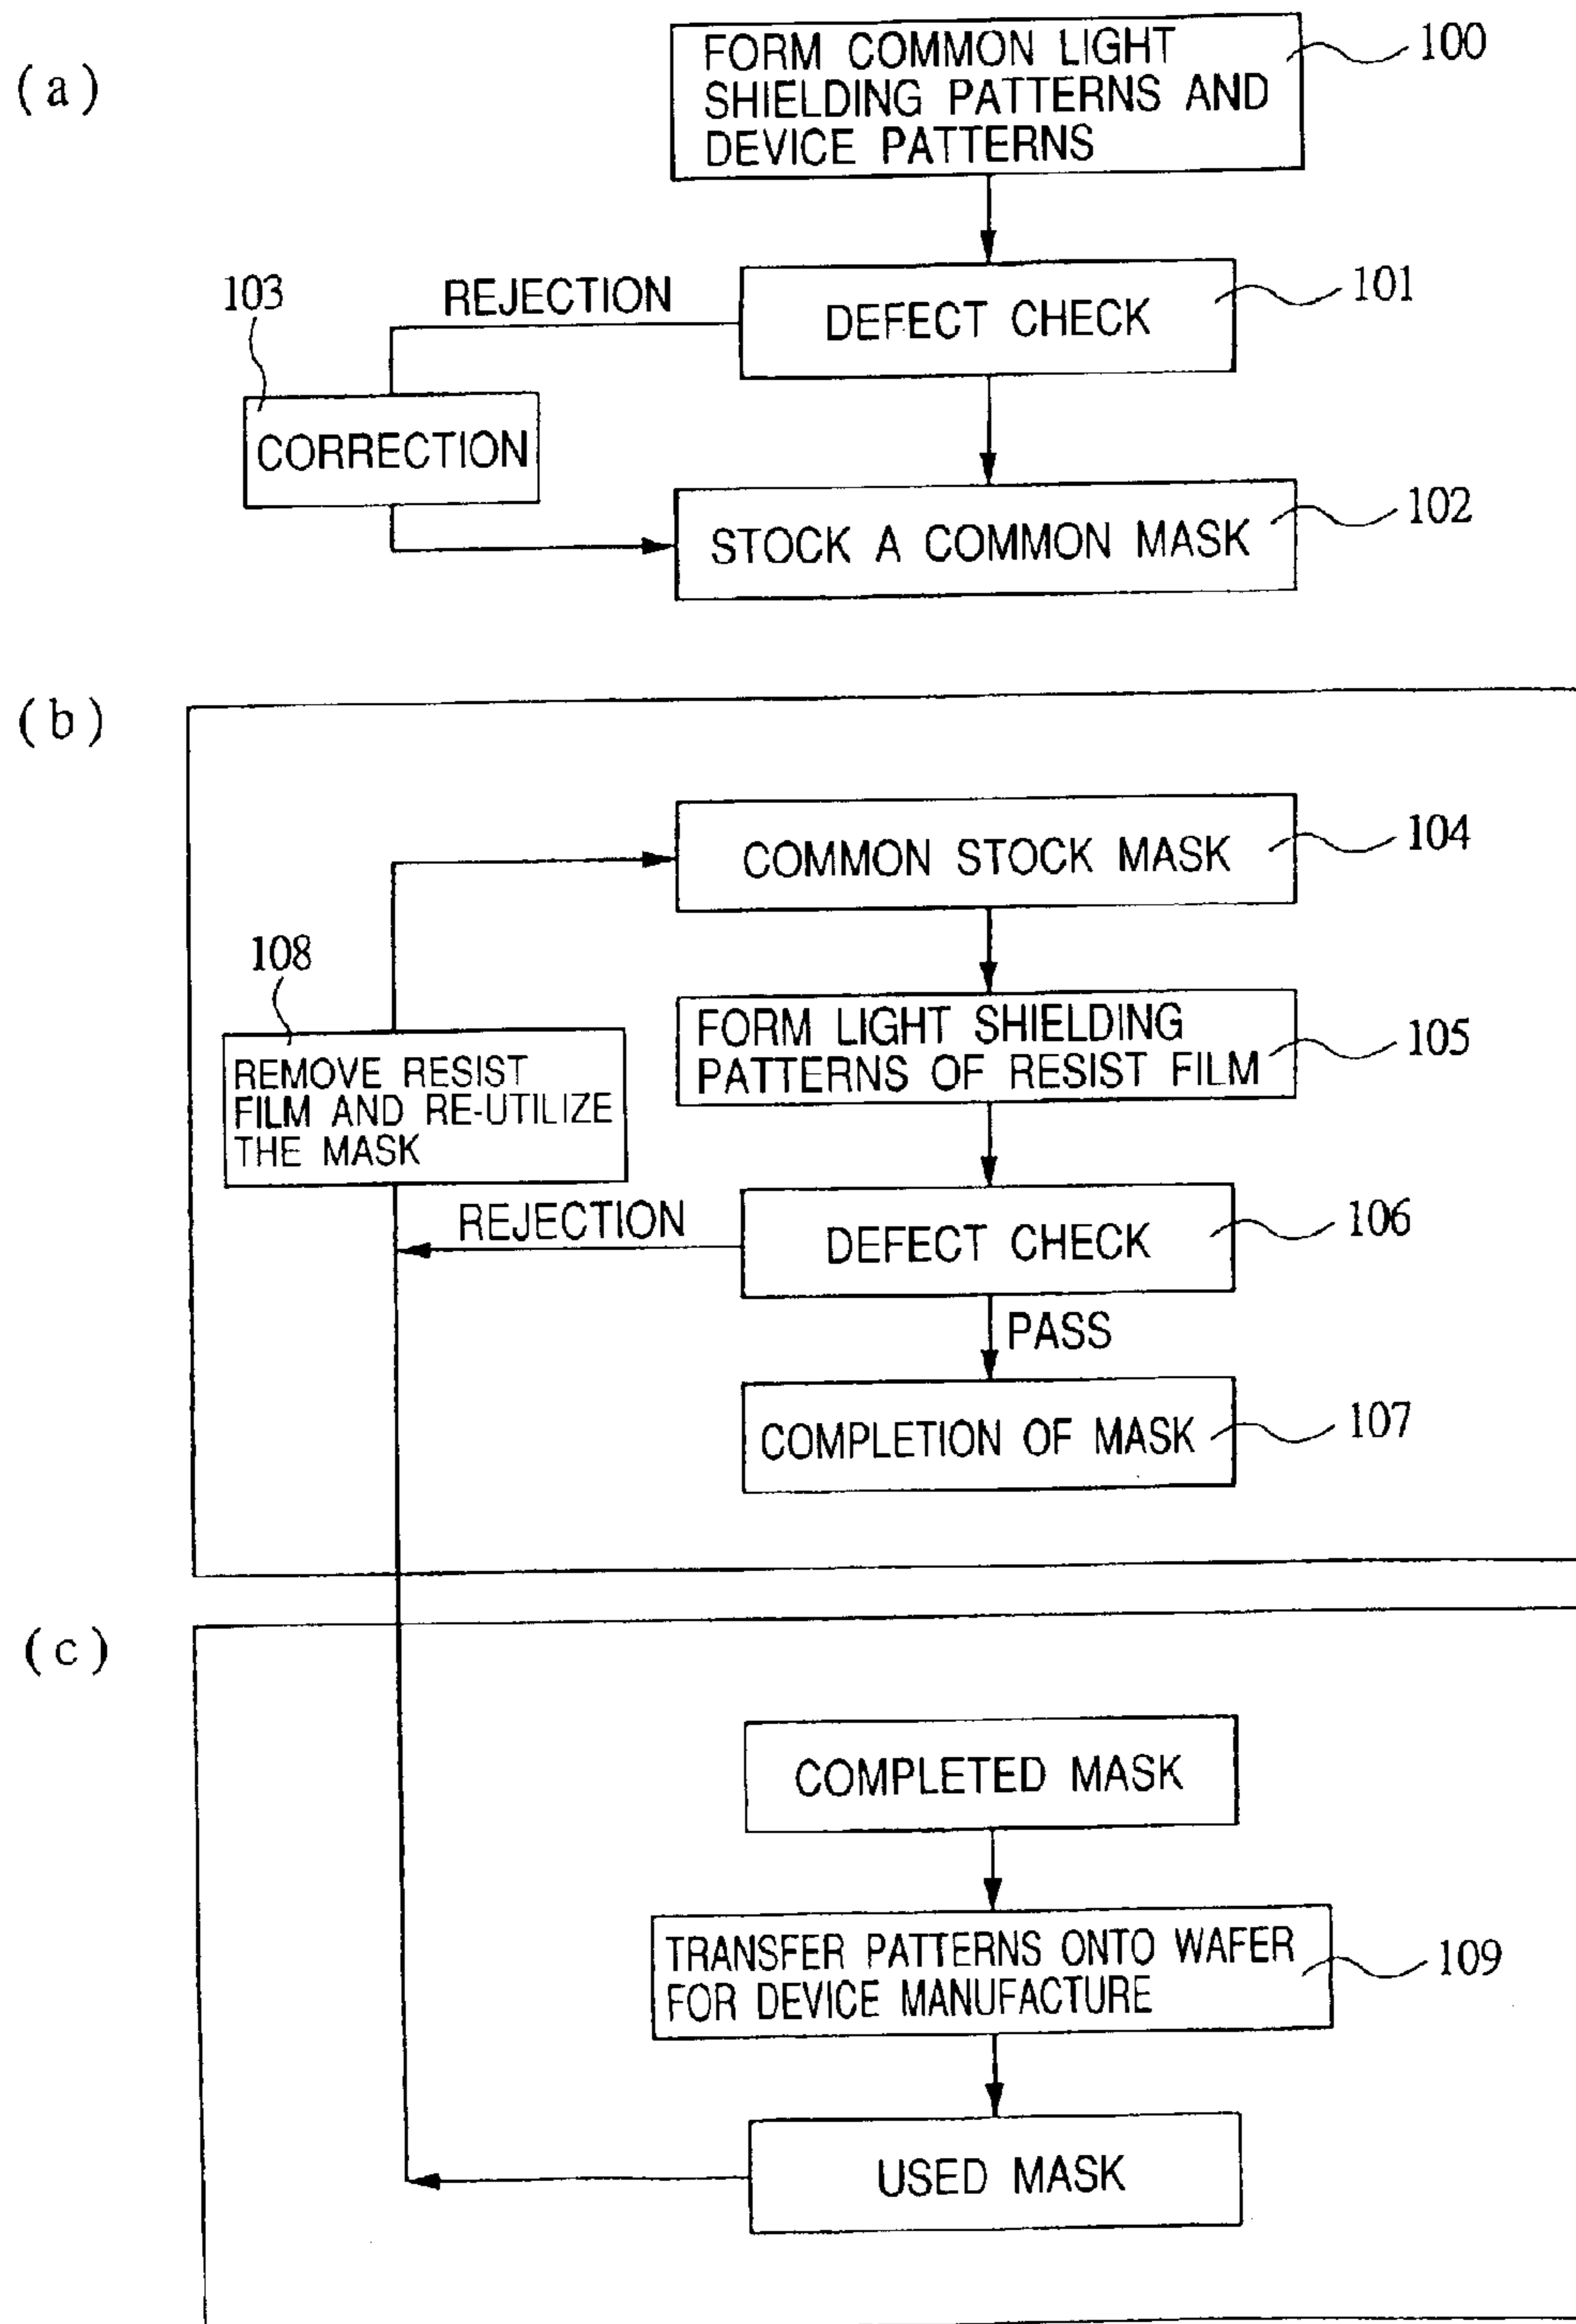 (a)
FORM COMMON LIGHT
SHIELDING PATTERNS AND
DEVICE PATTERNS
100
103
REJECTION
DEFECT CHECK
101
CORRECTION
STOCK A COMMON MASK
102
(b)
COMMON STOCK MASK
104
108
FORM LIGHT SHIELDING
PATTERNS OF RESIST FILM
105
REMOVE RESIST
FILM AND RE-UTILIZE
THE MASK
REJECTION
DEFECT CHECK
106
PASS
COMPLETION OF MASK
107
(c)
COMPLETED MASK
TRANSFER PATTERNS ONTO WAFER
FOR DEVICE MANUFACTURE
109
USED MASK